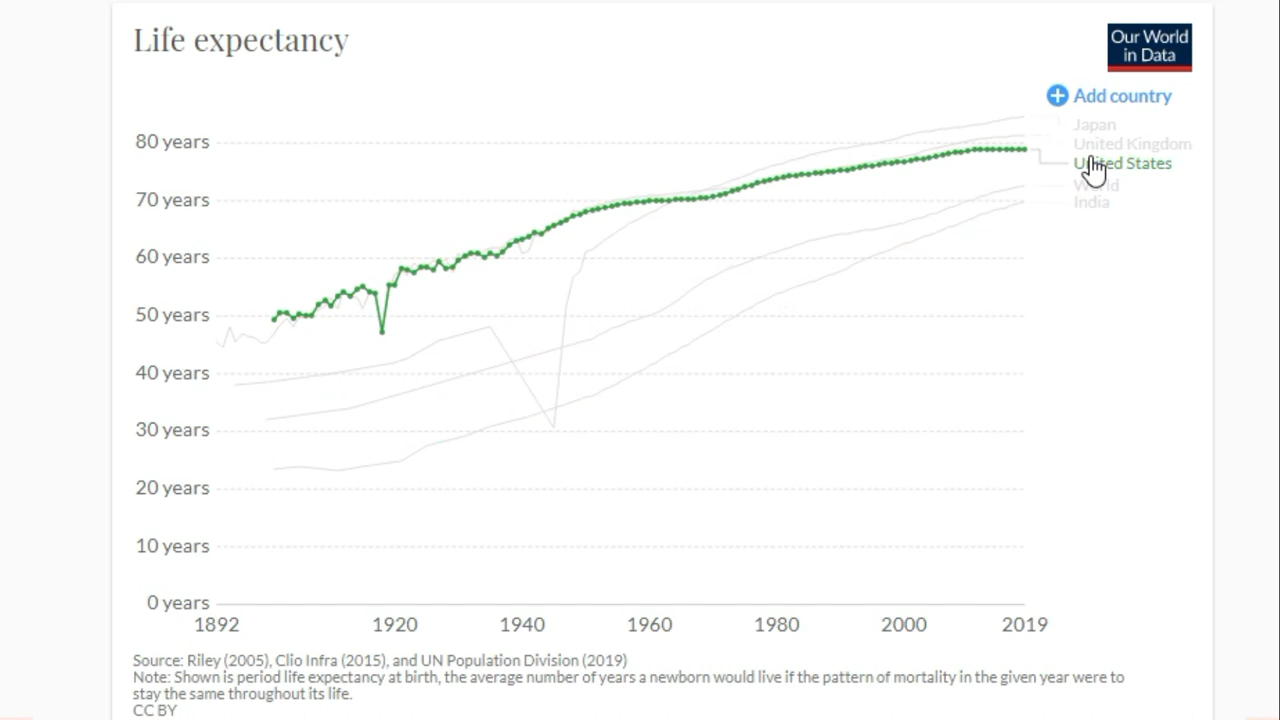 Life expectancy
Our World
in Data
Add country
80 years
70 years
60 years
50 years
40 years
30 years
20 years
10 years
0 years
Japan
United Kingdom
United States
World
India
1892
1920
1940
1960
1980
2000
2019
Source: Riley (2005), Clio Infra (2015), and UN Population Division (2019)
Note: Shown is period life expectancy at birth, the average number of years a newborn would live if the pattern of mortality in the given year were to
stay the same throughout its life.
CC BY